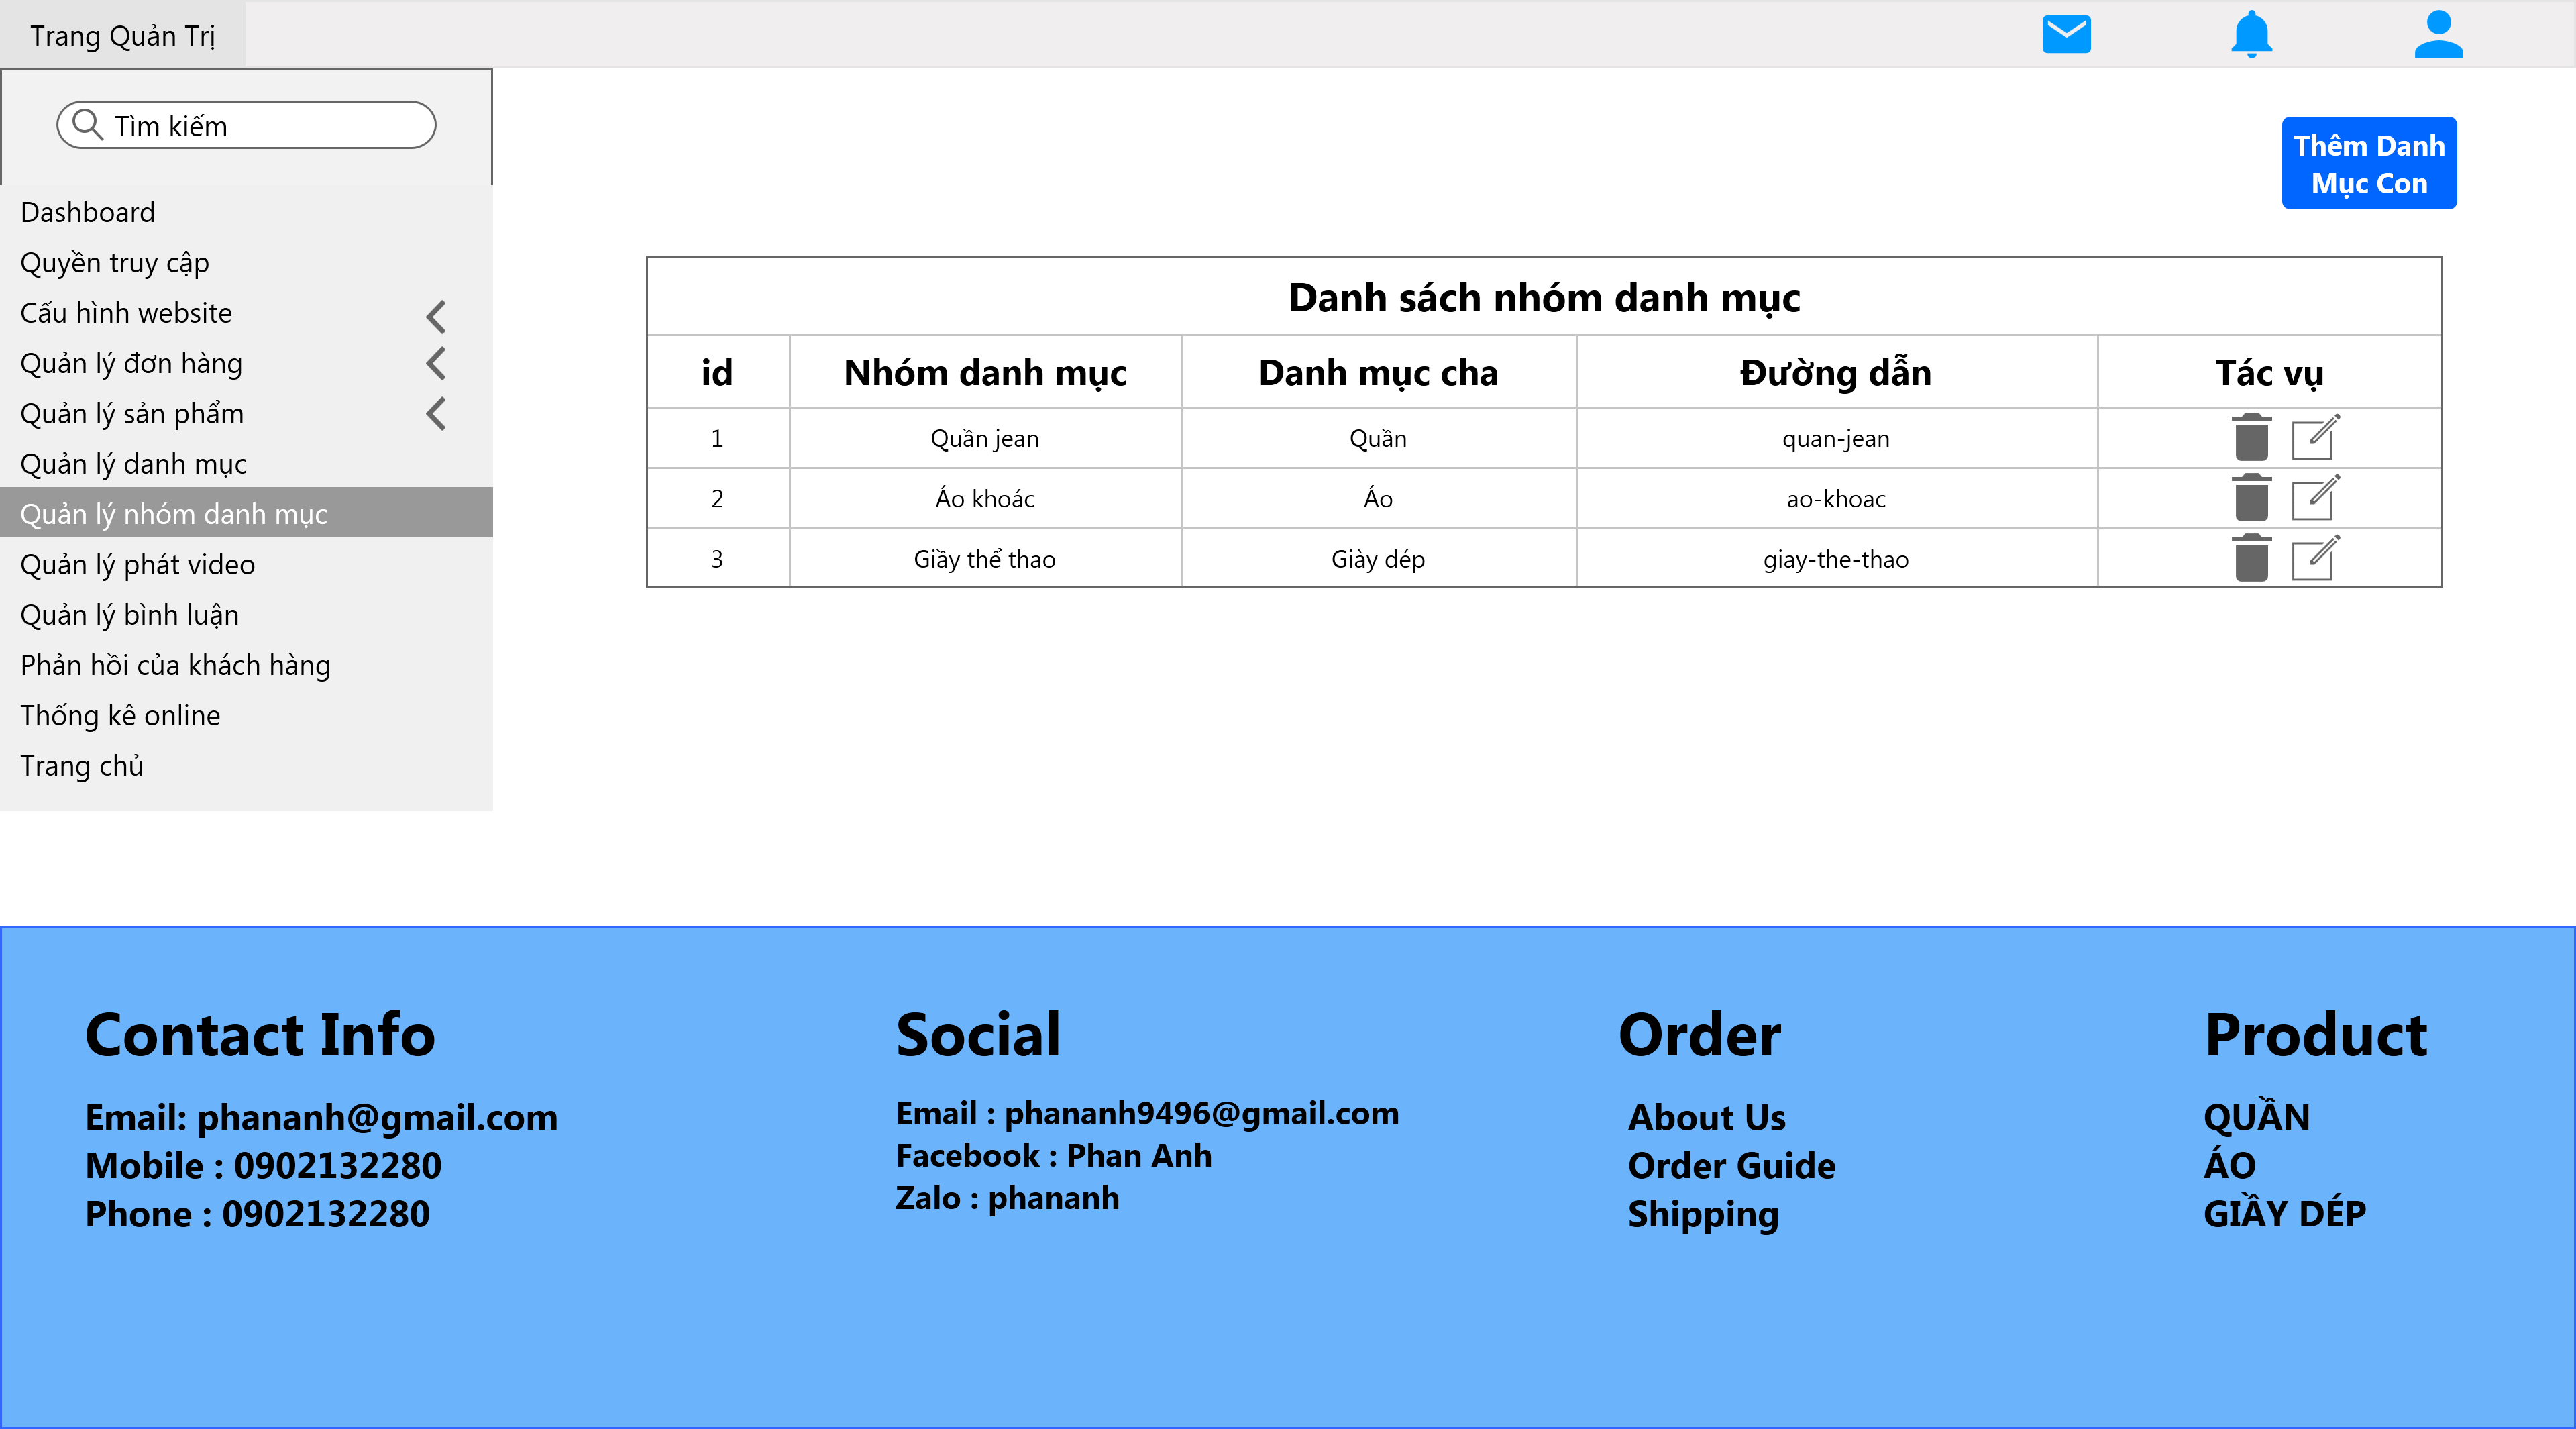 Trang Quản Trị
Tìm kiếm
Dashboard
Quyền truy cập
Cấu hình website
Quản lý đơn hàng
Quản lý sản phẩm
Quản lý danh mục
Quản lý nhóm danh mục
Quản lý phát video
Quản lý bình luận
Phản hồi của khách hàng
Thống kê online
Trang chủ
Thêm Danh
Mục Con
Danh sách nhóm danh mục
id Nhóm danh mục Danh mục cha Đường dẫn Tác vụ
1 Quần jean Quần quan-jean
2 Áo khoác Áo ao-khoac
3 Giầy thể thao Giày dép giay-the-thao
Contact Info
Email: phananh@gmail.com
Mobile : 0902132280
Phone : 0902132280
Social
Email : phananh9496@gmail.com
Facebook : Phan Anh
Zalo : phananh
Order
About Us
Order Guide
Shipping
Product
QUẦN
ÁO
GIẦY DÉP